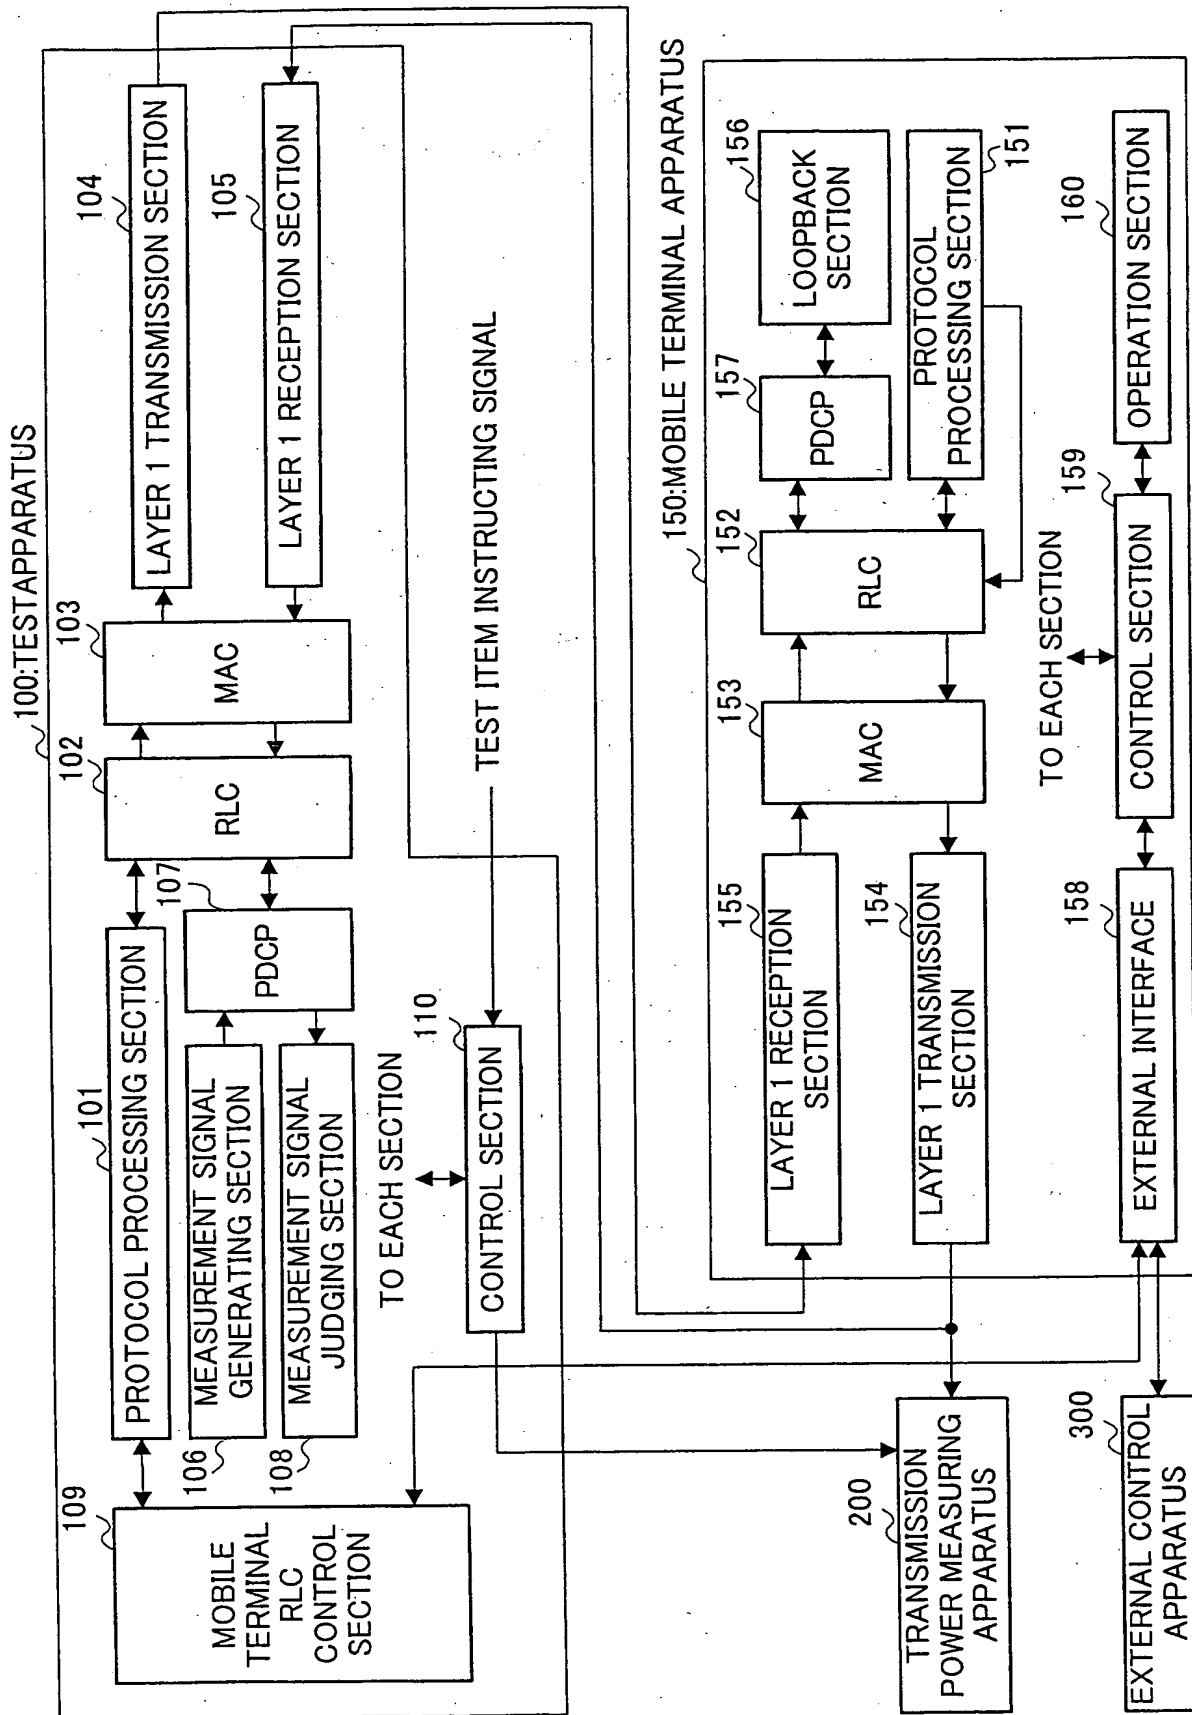 100:TEST APPARATUS
109
MOBILE
TERMINAL
RLC
CONTROL
SECTION
101
PROTOCOL PROCESSING SECTION
106
MEASUREMENT SIGNAL
GENERATING SECTION
108
MEASUREMENT SIGNAL
JUDGING SECTION
107
PDCP
102
RLC
103
MAC
104
LAYER 1 TRANSMISSION SECTION
105
LAYER 1 RECEPTION SECTION
TO EACH SECTION
110
CONTROL SECTION
TEST ITEM INSTRUCTING SIGNAL
150:MOBILE TERMINAL APPARATUS
155
LAYER 1 RECEPTION
SECTION
154
LAYER 1 TRANSMISSION
SECTION
153
MAC
152
RLC
157
PDCP
156
LOOPBACK
SECTION
PROTOCOL
PROCESSING SECTION
151
TO EACH SECTION
158
EXTERNAL INTERFACE
159
CONTROL SECTION
160
OPERATION SECTION
200
TRANSMISSION
POWER MEASURING
APPARATUS
300
EXTERNAL CONTROL
APPARATUS